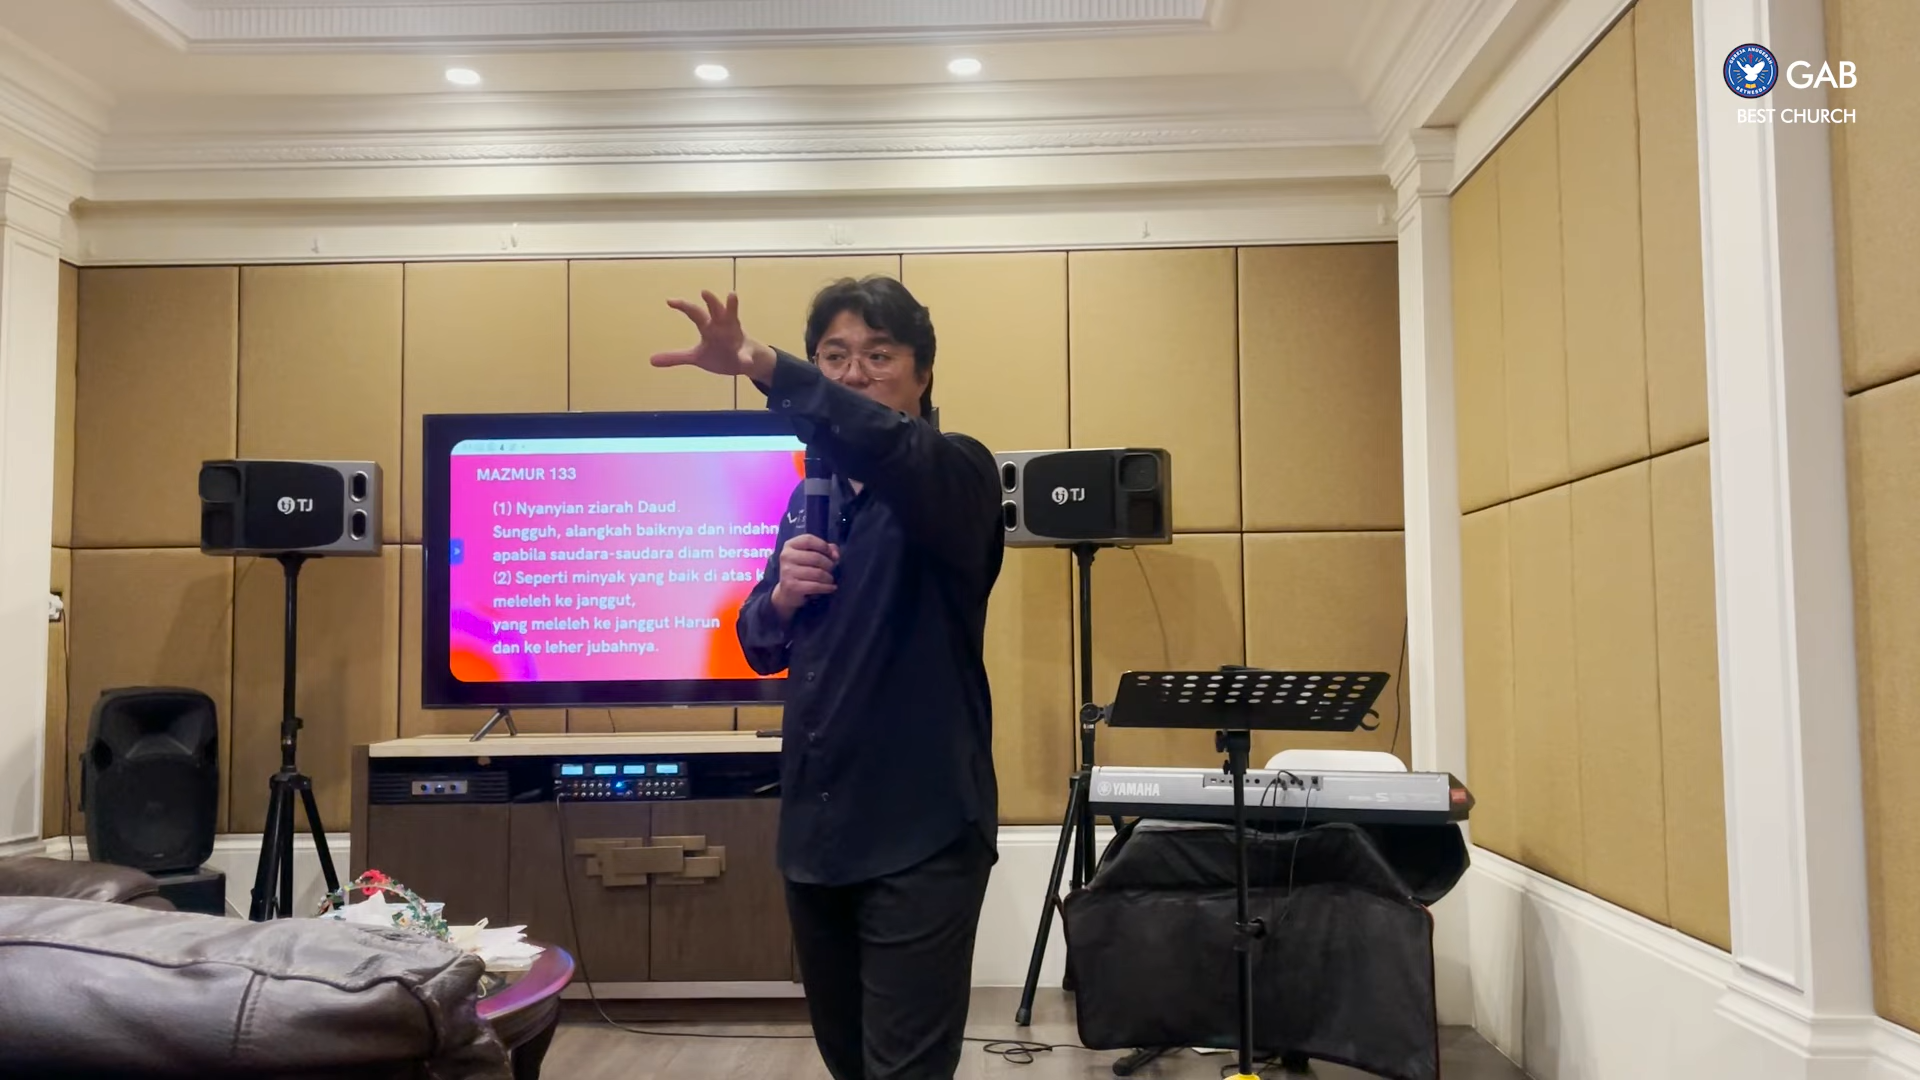 GAB
BEST CHURCH
MAZMUR 133
(1) Nyanyian ziarah Daud.
Sungguh, alangkah baiknya dan
apabila saudara-saudara diam
(2) Seperti minyak yang baik di atas
meleleh ke janggut,
yang meleleh ke janggut Harun
dan ke leher jubahnya.
TJ
TJ
YAMAHA